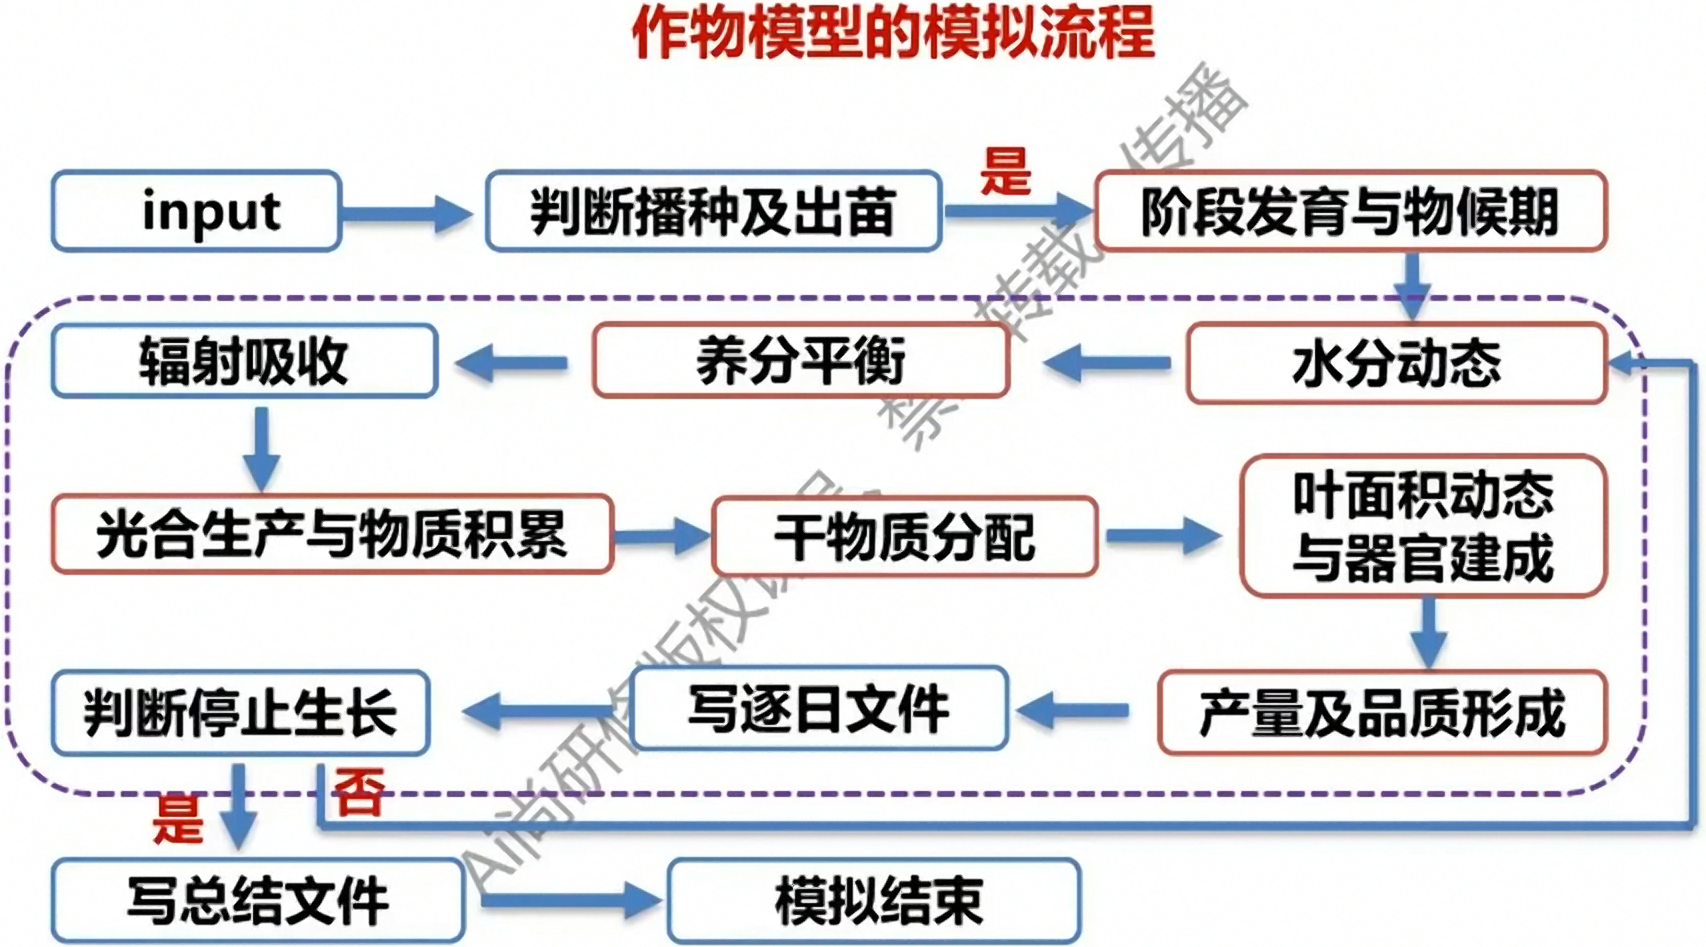 作物模型的模拟流程
input
判断播种及出苗
是
阶段发育与物候期
辐射吸收
养分平衡
水分动态
光合生产与物质积累
干物质分配
叶面积动态
与器官建成
判断停止生长
写逐日文件
产量及品质形成
是
否
写总结文件
模拟结束
Ai尚研修版权
转载
传播